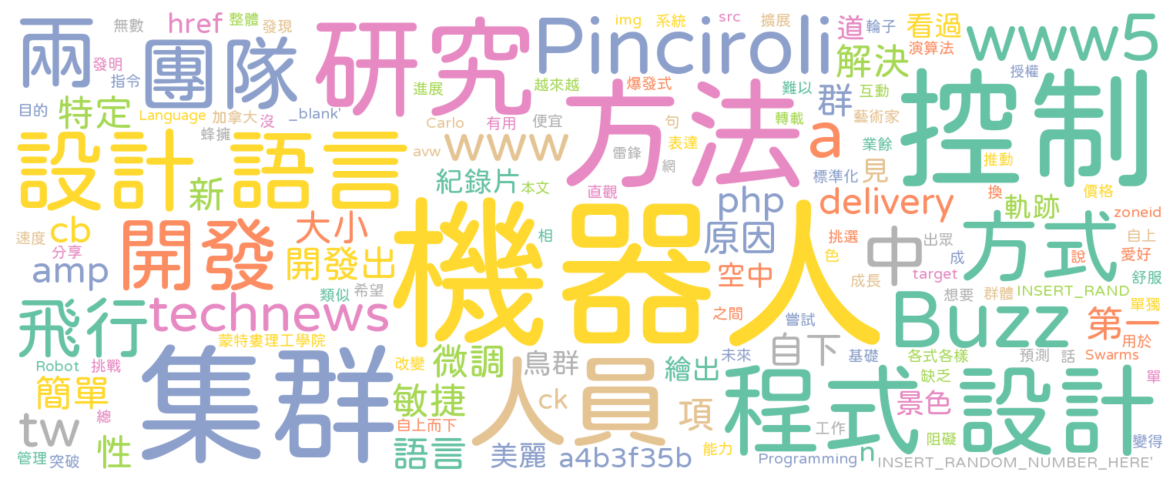 兩
無數
發明
指令
目的
href
整體
發現
團隊
研究
img
系統
src
擴展
Pinciroli
道
輪子
看過
演算法
www5
解決
授權
特定
Language
加拿大
沒
_blank'
蜂擁
進展
越來越
爆發式
難以
互動
群
轉載
藝術家
Carlo
有用
便宜
句
表達
業餘
方法
a
控制
設計
語言
新
avw
www
雷鋒
網
標準化
見
推動
紀錄片
本文
直觀
換
價格
php
delivery
軌跡
zoneid
速度
cb
分享
開發
大小
開發出
相
機器人
原因
挑選
色
中
出眾
方式
自上
說
愛好
成
amp
類似
希望
空中
成長
target
舒服
飛行
technews
之間
想要
群體
INSERT_RAND
單獨
蒙特婁理工學院
嘗試
Buzz
第一
用於
Robot
挑戰
集群
改變
微調
鳥群
繪出
未來
自下
基礎
各式各樣
預測
話
Swarms
簡單
總
敏捷
人員
ck
項
程式
設計
缺乏
景色
單
tw
自上而下
工作
性
語言
美麗
a4b3f35b
能力
阻礙
變得
管理
突破
Programming
n
INSERT_RANDOM_NUMBER_HERE'